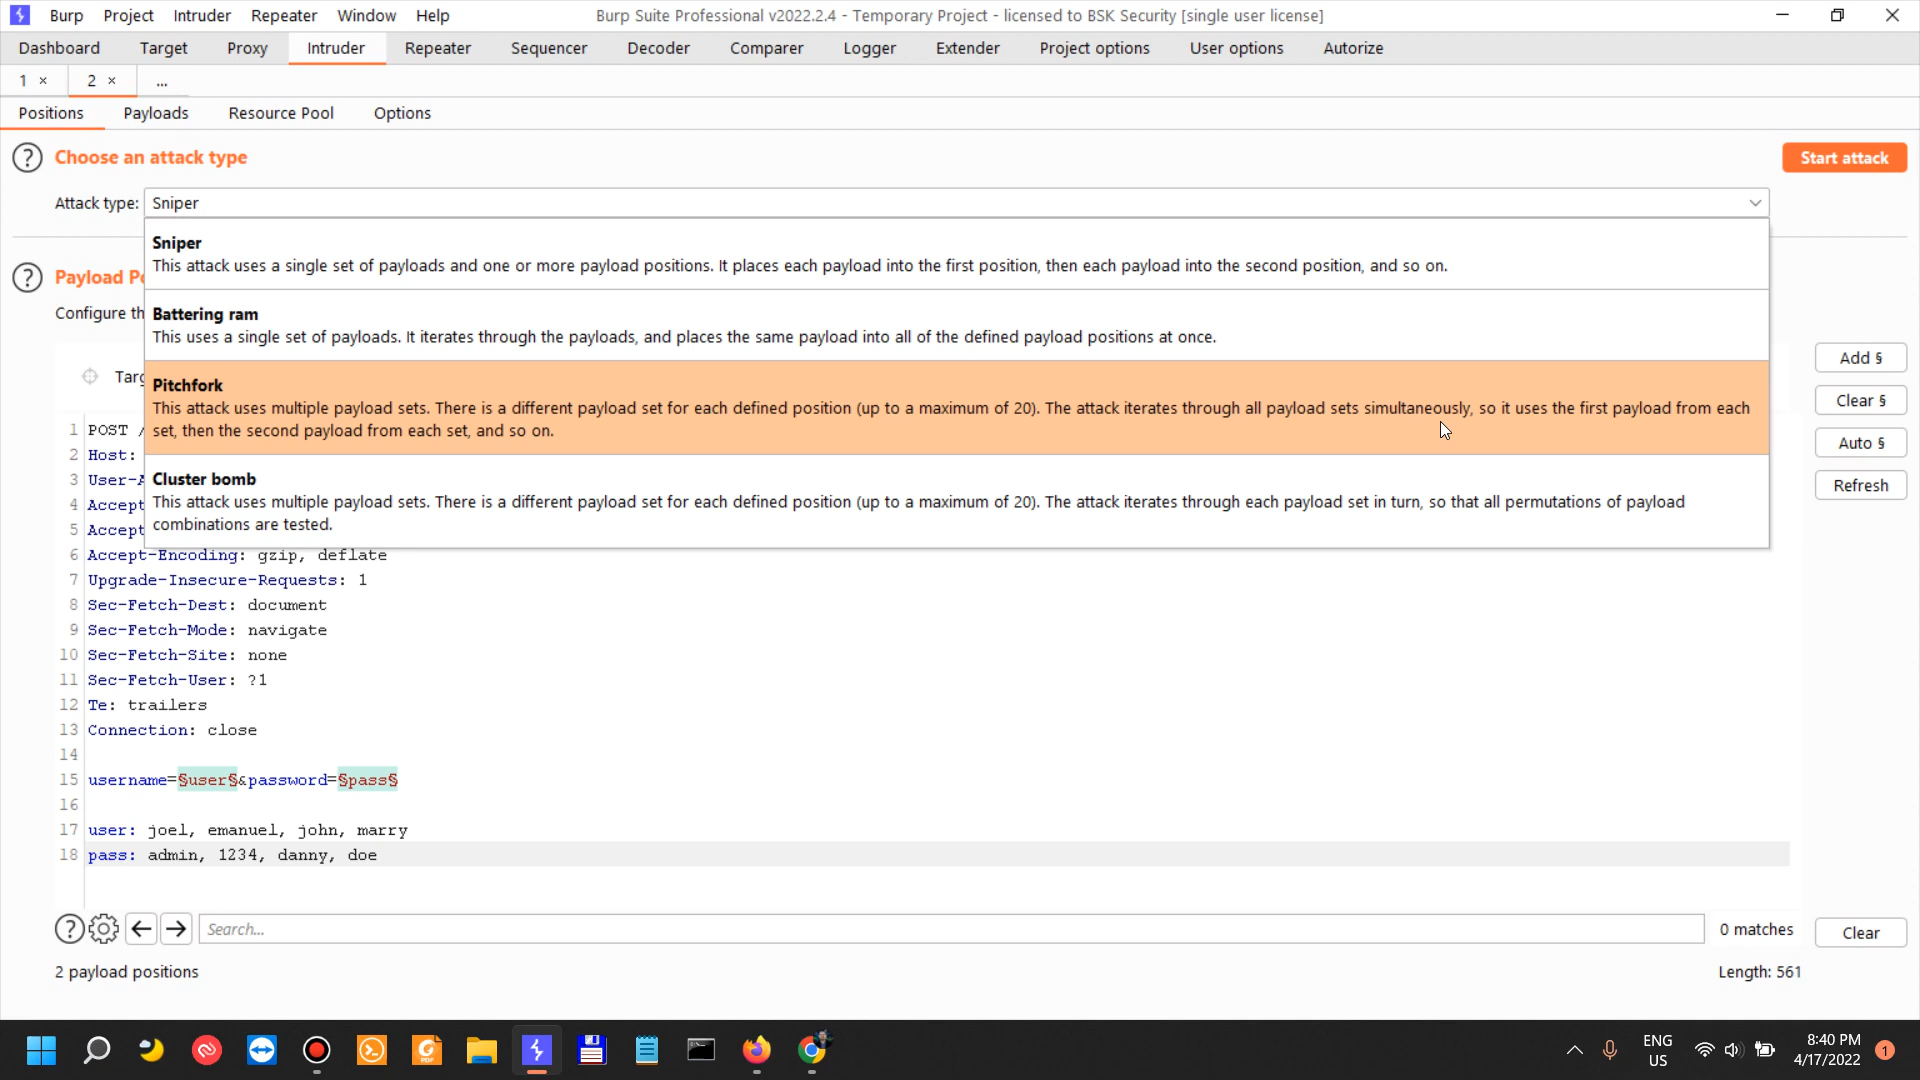 Burp Project Intruder Repeater Window Help
Burp Suite Professional v2022.2.4 - Temporary Project - licensed to BSK Security [single user license]
Dashboard Target Proxy Intruder Repeater Sequencer Decoder Comparer Logger Extender Project options User options Autorize
1 × 2 × ...
Positions Payloads Resource Pool Options
? Choose an attack type
Start attack
Attack type: Sniper
Sniper
This attack uses a single set of payloads and one or more payload positions. It places each payload into the first position, then each payload into the second position, and so on.
? Payload Po
Configure th
Battering ram
This uses a single set of payloads. It iterates through the payloads, and places the same payload into all of the defined payload positions at once.
Add §
Targ
Pitchfork
This attack uses multiple payload sets. There is a different payload set for each defined position (up to a maximum of 20). The attack iterates through all payload sets simultaneously, so it uses the first payload from each
set, then the second payload from each set, and so on.
Clear §
Auto §
Cluster bomb
This attack uses multiple payload sets. There is a different payload set for each defined position (up to a maximum of 20). The attack iterates through each payload set in turn, so that all permutations of payload
combinations are tested.
Refresh
1 POST /
2 Host:
3 User-A
4 Accept
5 Accept
6 Accept-Encoding: gzip, deflate
7 Upgrade-Insecure-Requests: 1
8 Sec-Fetch-Dest: document
9 Sec-Fetch-Mode: navigate
10 Sec-Fetch-Site: none
11 Sec-Fetch-User: ?1
12 Te: trailers
13 Connection: close
14
15 username=§user§&password=§pass§
16
17 user: joel, emanuel, john, marry
18 pass: admin, 1234, danny, doe
? Search... 0 matches Clear
2 payload positions Length: 561
PDF
ENG
US
8:40 PM
4/17/2022
1